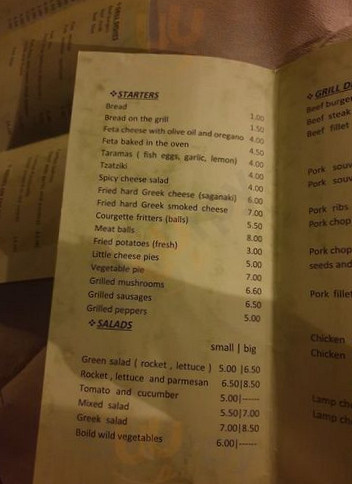 ❖STARTERS
Bread 1.00
Bread on the grill 1.50
Feta cheese with olive oil and oregano 4.00
Feta baked in the oven 4.50
Taramas ( fish eggs, garlic, lemon) 4.00
Tzatziki 4.00
Spicy cheese salad 4.00
Fried hard Greek cheese (saganaki) 6.00
Fried hard Greek smoked cheese 7.00
Courgette fritters (balls) 5.50
Meat balls 8.00
Fried potatoes (fresh) 3.00
Little cheese pies 5.00
Vegetable pie 7.00
Grilled mushrooms 6.60
Grilled sausages 6.50
Grilled peppers 5.00
❖SALADS
small | big
Green salad ( rocket , lettuce ) 5.00 |6.50
Rocket , lettuce and parmesan 6.50|8.50
Tomato and cucumber 5.00|------
Mixed salad 5.50|7.00
Greek salad 7.00|8.50
Boild wild vegetables 6.00|------
❖GRILL
Beef burger
Beef steak
Beef fillet
Pork
Pork
Pork ribs
Pork chop
Pork chop
seeds and
Pork fillet
Chicken
Chicken
Lamp
Lamp